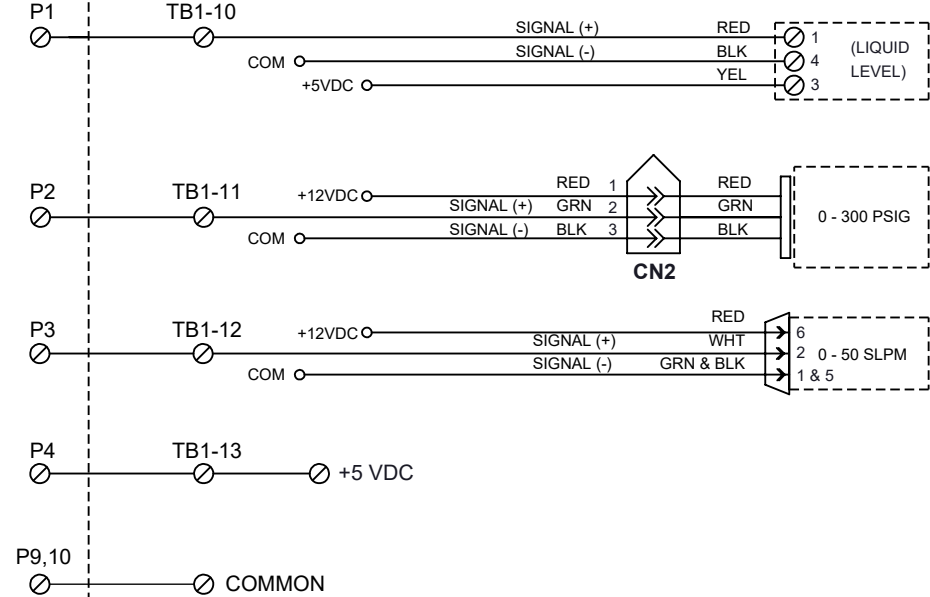 P1 TB1-10 SIGNAL (+) RED 1
COM SIGNAL (-) BLK 4 (LIQUID
+5VDC YEL 3 LEVEL)
P2 TB1-11 +12VDC RED 1 RED
SIGNAL (+) GRN 2 GRN 0 - 300 PSIG
COM SIGNAL (-) BLK 3 BLK
CN2
P3 TB1-12 +12VDC RED 6
SIGNAL (+) WHT 2 0 - 50 SLPM
COM SIGNAL (-) GRN & BLK 1 & 5
P4 TB1-13
+5 VDC
P9,10
COMMON